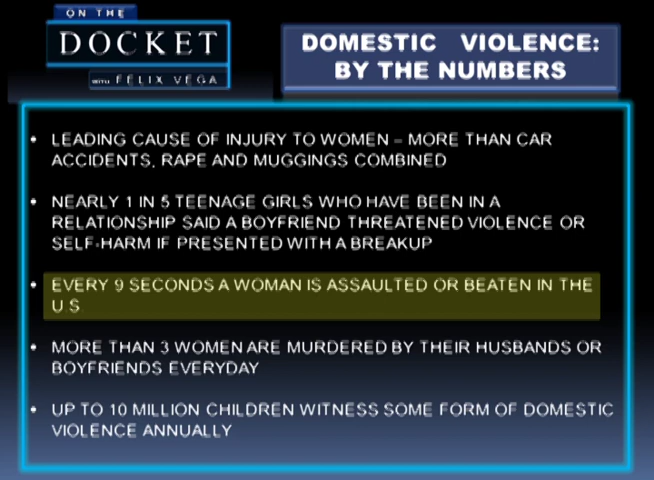 ON THE
DOCKET
WITH FELIX VEGA
DOMESTIC VIOLENCE:
BY THE NUMBERS
• LEADING CAUSE OF INJURY TO WOMEN – MORE THAN CAR
ACCIDENTS, RAPE AND MUGGINGS COMBINED
• NEARLY 1 IN 5 TEENAGE GIRLS WHO HAVE BEEN IN A
RELATIONSHIP SAID A BOYFRIEND THREATENED VIOLENCE OR
SELF-HARM IF PRESENTED WITH A BREAKUP
• EVERY 9 SECONDS A WOMAN IS ASSAULTED OR BEATEN IN THE
U.S
• MORE THAN 3 WOMEN ARE MURDERED BY THEIR HUSBANDS OR
BOYFRIENDS EVERYDAY
• UP TO 10 MILLION CHILDREN WITNESS SOME FORM OF DOMESTIC
VIOLENCE ANNUALLY